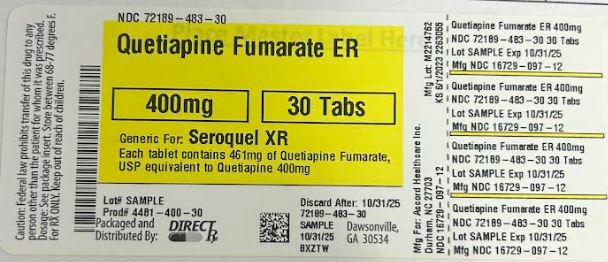 Caution: Federal law prohibits transfer of this drug to any
person other than the patient for whom it was prescribed.
Dosage: See package insert. Store between 68-77 degrees F.
For RX ONLY. Keep out of reach of children.
NDC 72189-483-30
Quetiapine Fumarate ER
400mg
30 Tabs
Generic For: Seroquel XR
Each tablet contains 461mg of Quetiapine Fumarate,
USP equivalent to Quetiapine 400mg
Lot# SAMPLE
Prod# 4481-400-30
Packaged and
Distributed By:
DIRECT Rx
Discard After: 10/31/25
72189-483-30
SAMPLE
10/31/25
8XZTW
Dawsonville,
GA 30534
Mfg Lot: M2214762
KS 6/1/2023 2263055
Mfg For: Ascord Healthcare Inc.
Durham, NC 27703
NDC 16729-097-12
Quetiapine Fumarate ER 400mg
NDC 72189-483-30 30 Tabs
Lot SAMPLE Exp 10/31/25
Mfg NDC 16729-097-12
Quetiapine Fumarate ER 400mg
NDC 72189-483-30 30 Tabs
Lot SAMPLE Exp 10/31/25
Mfg NDC 16729-097-12
Quetiapine Fumarate ER 400mg
NDC 72189-483-30 30 Tabs
Lot SAMPLE Exp 10/31/25
Mfg NDC 16729-097-12
Quetiapine Fumarate ER 400mg
NDC 72189-483-30 30 Tabs
Lot SAMPLE Exp 10/31/25
Mfg NDC 16729-097-12